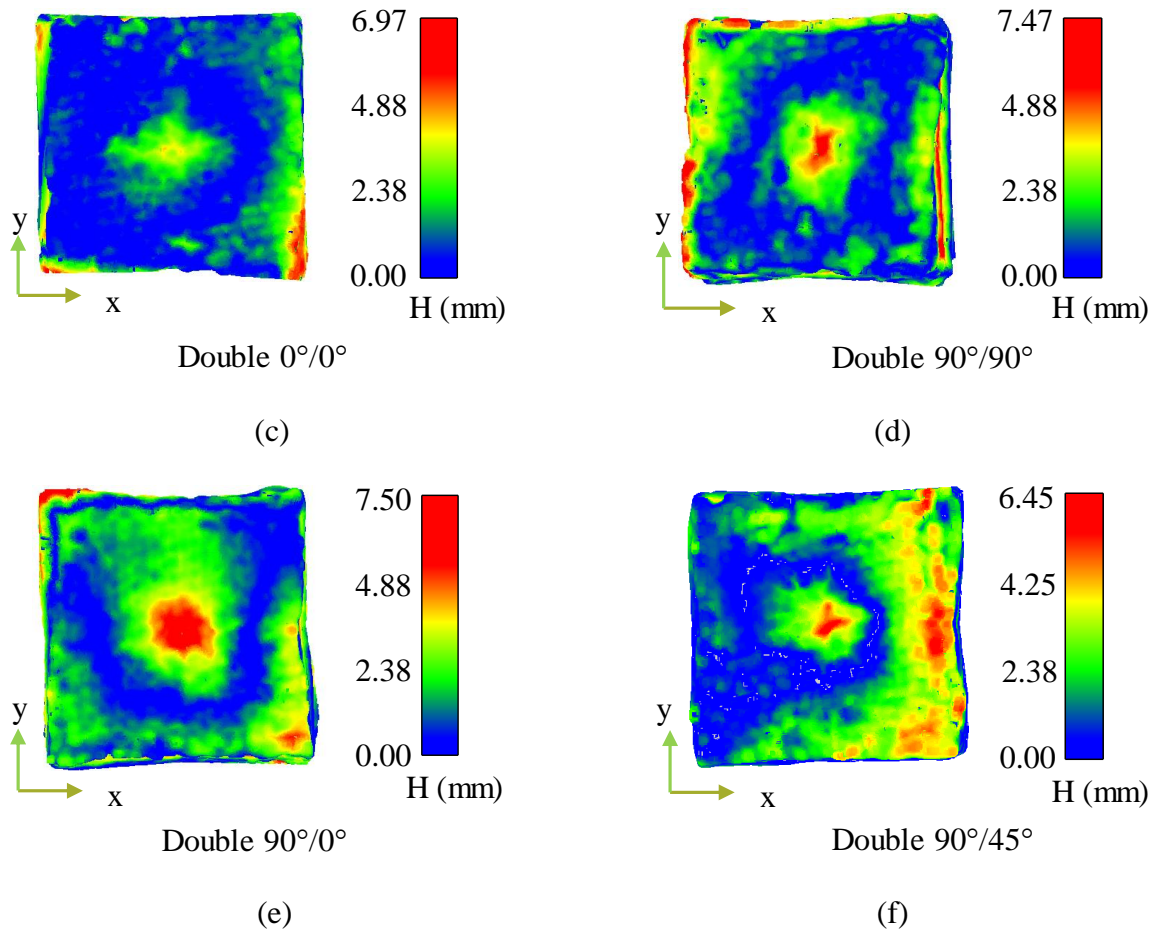 6.97
4.88
2.38
0.00
H (mm)
y
x
Double 0°/0°
(c)
7.47
4.88
2.38
0.00
H (mm)
y
x
Double 90°/90°
(d)
7.50
4.88
2.38
0.00
H (mm)
y
x
Double 90°/0°
(e)
6.45
4.25
2.38
0.00
H (mm)
y
x
Double 90°/45°
(f)